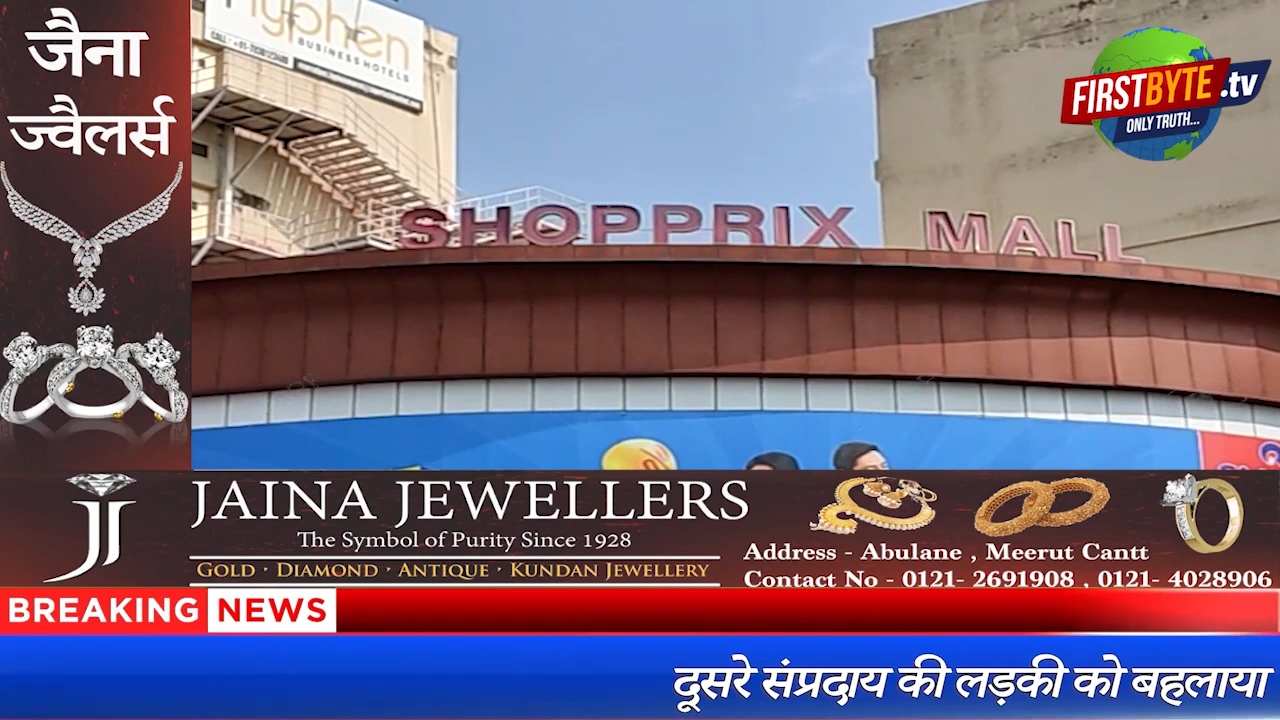 जैना
ज्वैलर्स
hyphen
BUSINESS HOTELS
FIRSTBYTE.tv
ONLY TRUTH...
SHOPPRIX MALL
JJ
JAINA JEWELLERS
The Symbol of Purity Since 1928
GOLD · DIAMOND · ANTIQUE · KUNDAN JEWELLERY
Address - Abulane , Meerut Cantt
Contact No - 0121- 2691908 , 0121- 4028906
BREAKING NEWS
दूसरे संप्रदाय की लड़की को बहलाया